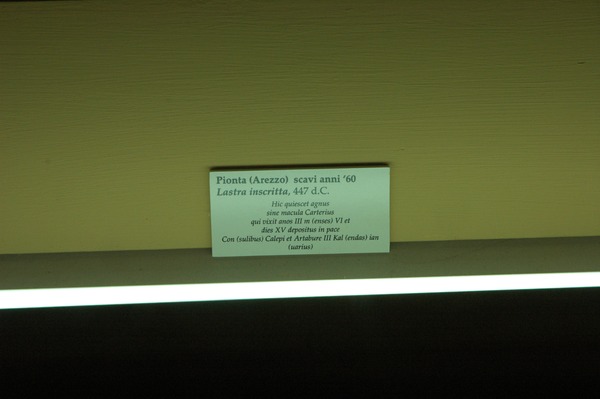 Pionta (Arezzo) scavi anni '60
Lastra inscritta, 447 d.C.
Hic quiescet agnus
sine macula Carterius
qui vixit anos III m (enses) VI et
dies XV depositus in pace
Con (sulibus) Calepi et Artabure III Kal (endas) ian
(uarius)